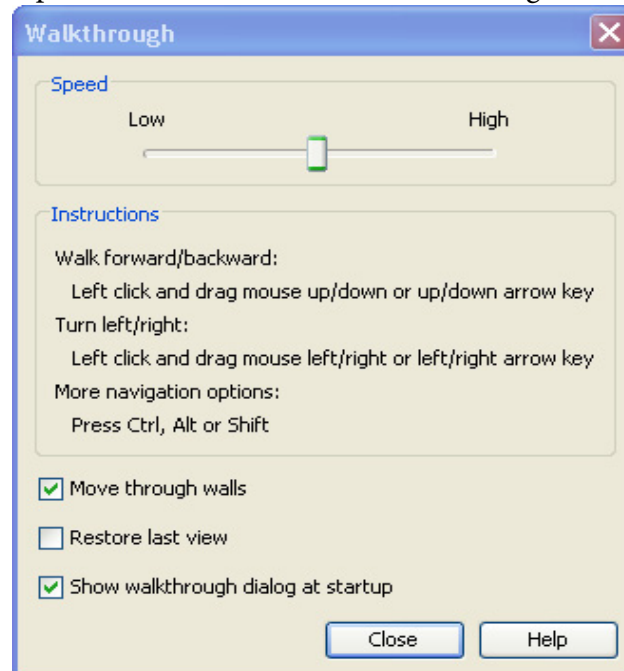 Walkthrough
Speed
Low High
Instructions
Walk forward/backward:
Left click and drag mouse up/down or up/down arrow key
Turn left/right:
Left click and drag mouse left/right or left/right arrow key
More navigation options:
Press Ctrl, Alt or Shift
Move through walls
Restore last view
Show walkthrough dialog at startup
Close Help